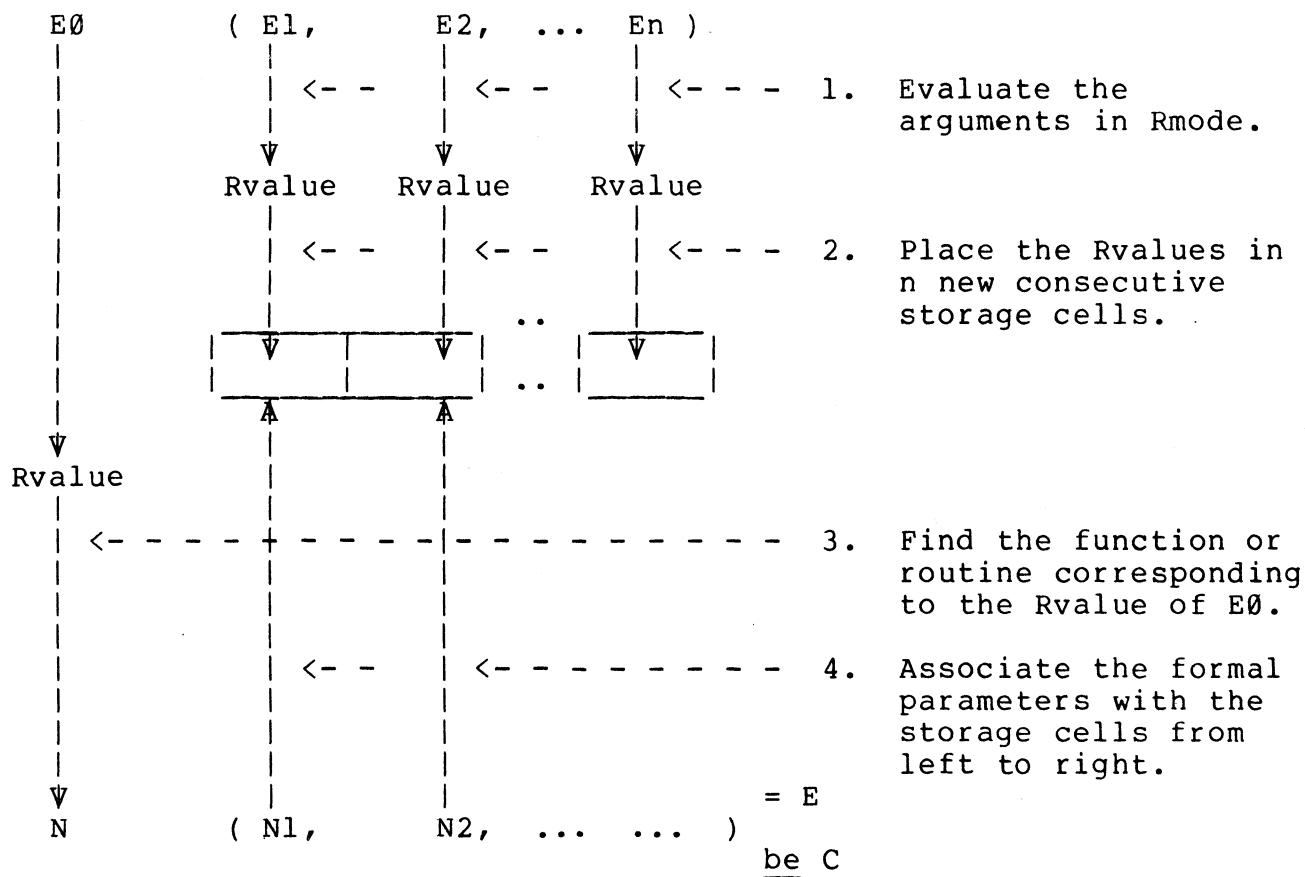 EØ ( E1, E2, ... En )
1. Evaluate the
arguments in Rmode.
Rvalue Rvalue Rvalue
2. Place the Rvalues in
n new consecutive
storage cells.
..
..
Rvalue
3. Find the function or
routine corresponding
to the Rvalue of EØ.
4. Associate the formal
parameters with the
storage cells from
left to right.
= E
N ( N1, N2, ... ... )
be C